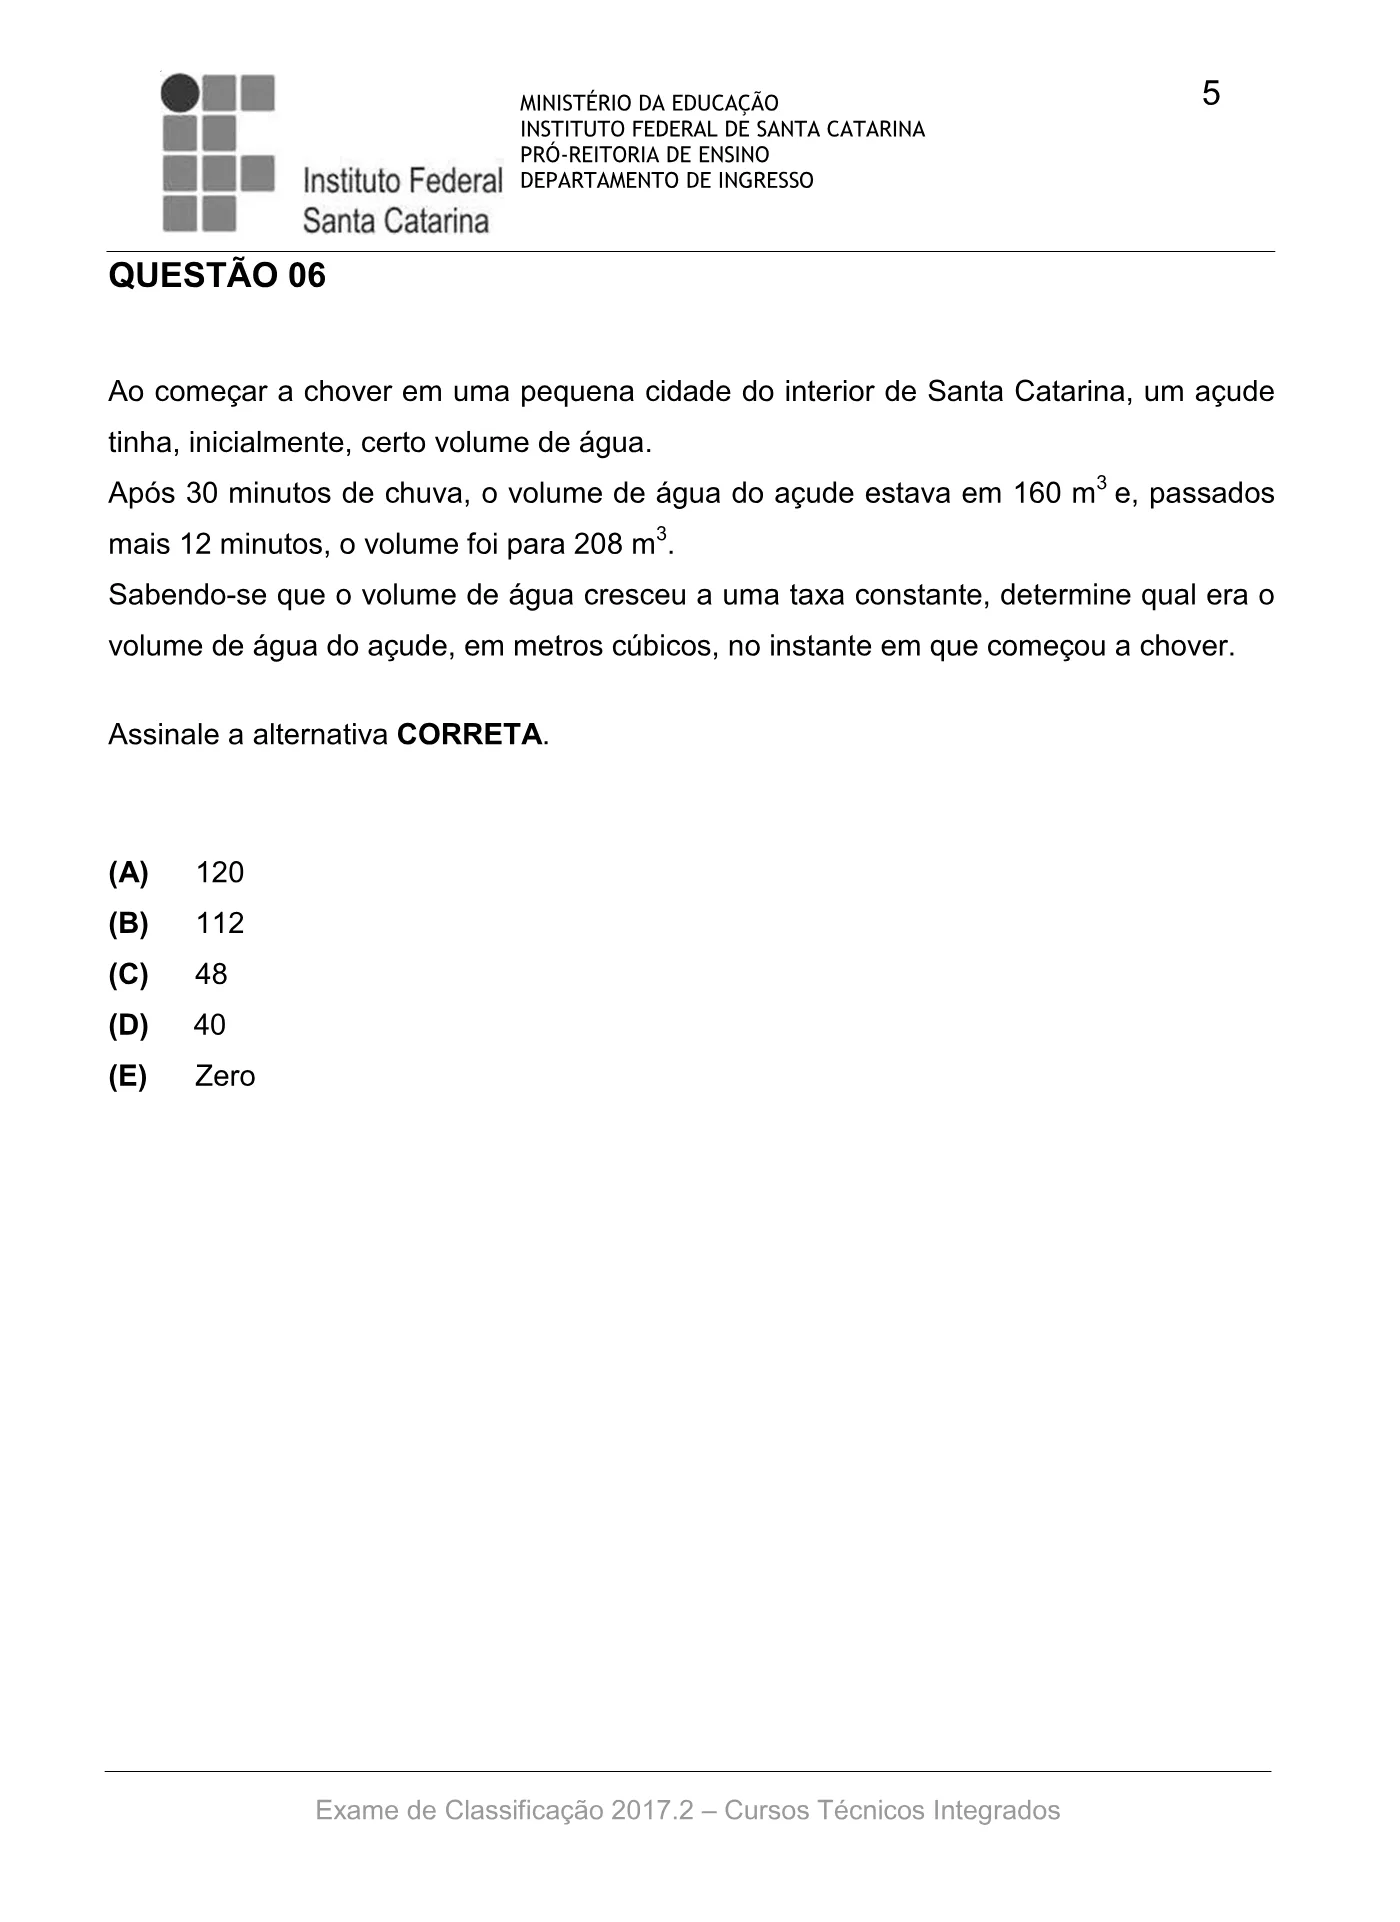 5
MINISTÉRIO DA EDUCAÇÃO
INSTITUTO FEDERAL DE SANTA CATARINA
PRÓ-REITORIA DE ENSINO
DEPARTAMENTO DE INGRESSO
Instituto Federal
Santa Catarina
QUESTÃO 06
Ao começar a chover em uma pequena cidade do interior de Santa Catarina, um açude
tinha, inicialmente, certo volume de água.
Após 30 minutos de chuva, o volume de água do açude estava em 160 m³ e, passados
mais 12 minutos, o volume foi para 208 m³.
Sabendo-se que o volume de água cresceu a uma taxa constante, determine qual era o
volume de água do açude, em metros cúbicos, no instante em que começou a chover.
Assinale a alternativa CORRETA.
(A) 120
(B) 112
(C) 48
(D) 40
(E) Zero
Exame de Classificação 2017.2 – Cursos Técnicos Integrados